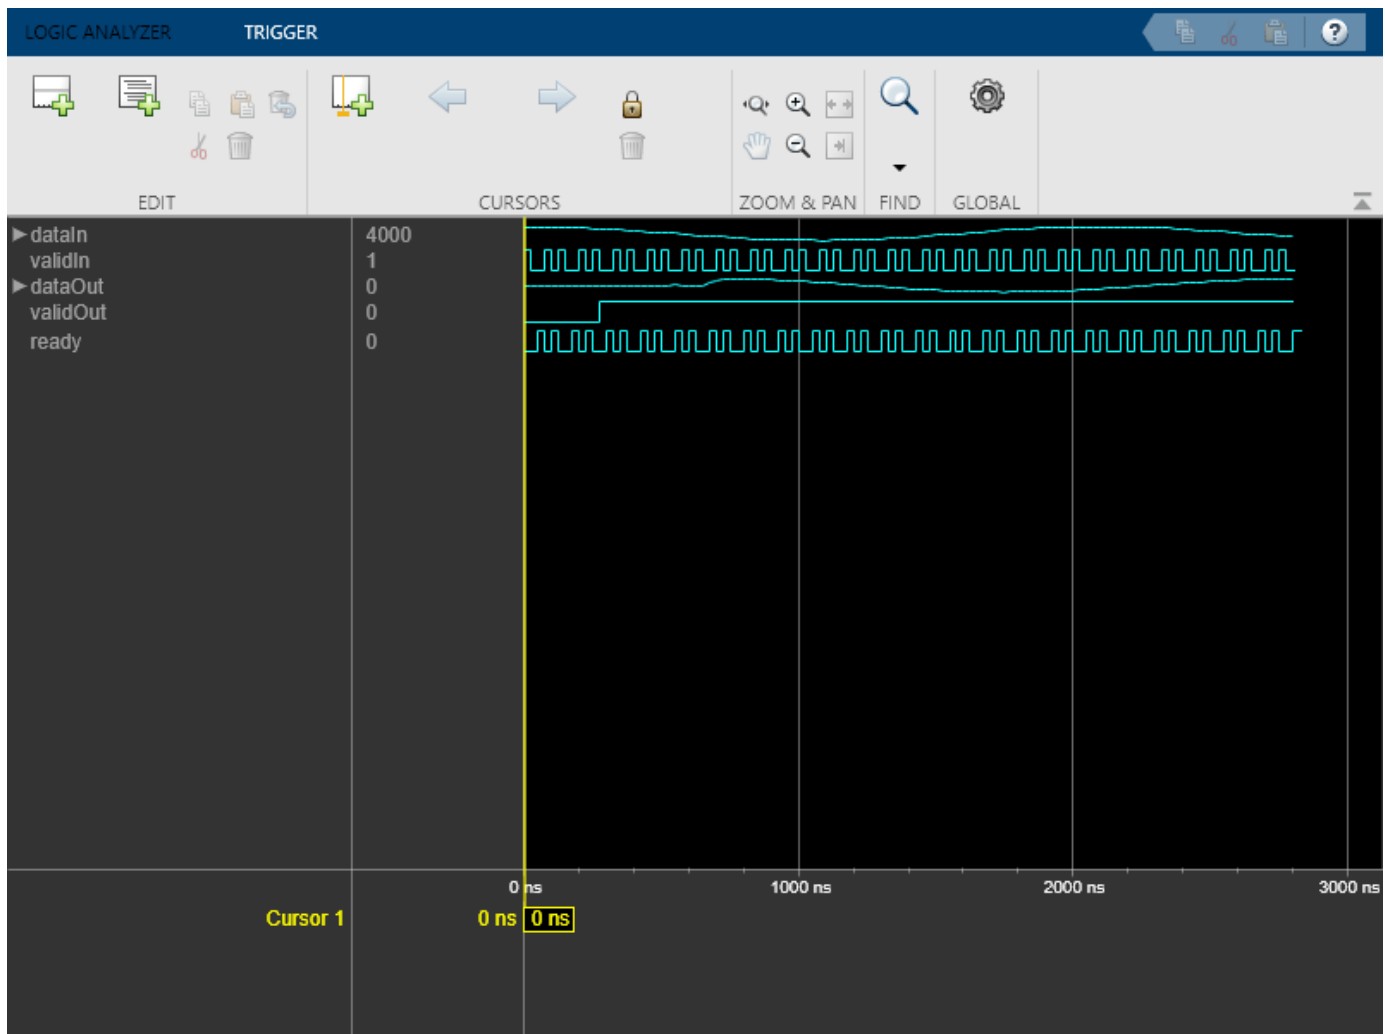 LOGIC ANALYZER TRIGGER
?
EDIT CURSORS ZOOM & PAN FIND GLOBAL
dataIn 4000
validIn 1
dataOut 0
validOut 0
ready 0
0 ns 1000 ns 2000 ns 3000 ns
Cursor 1 0 ns 0 ns